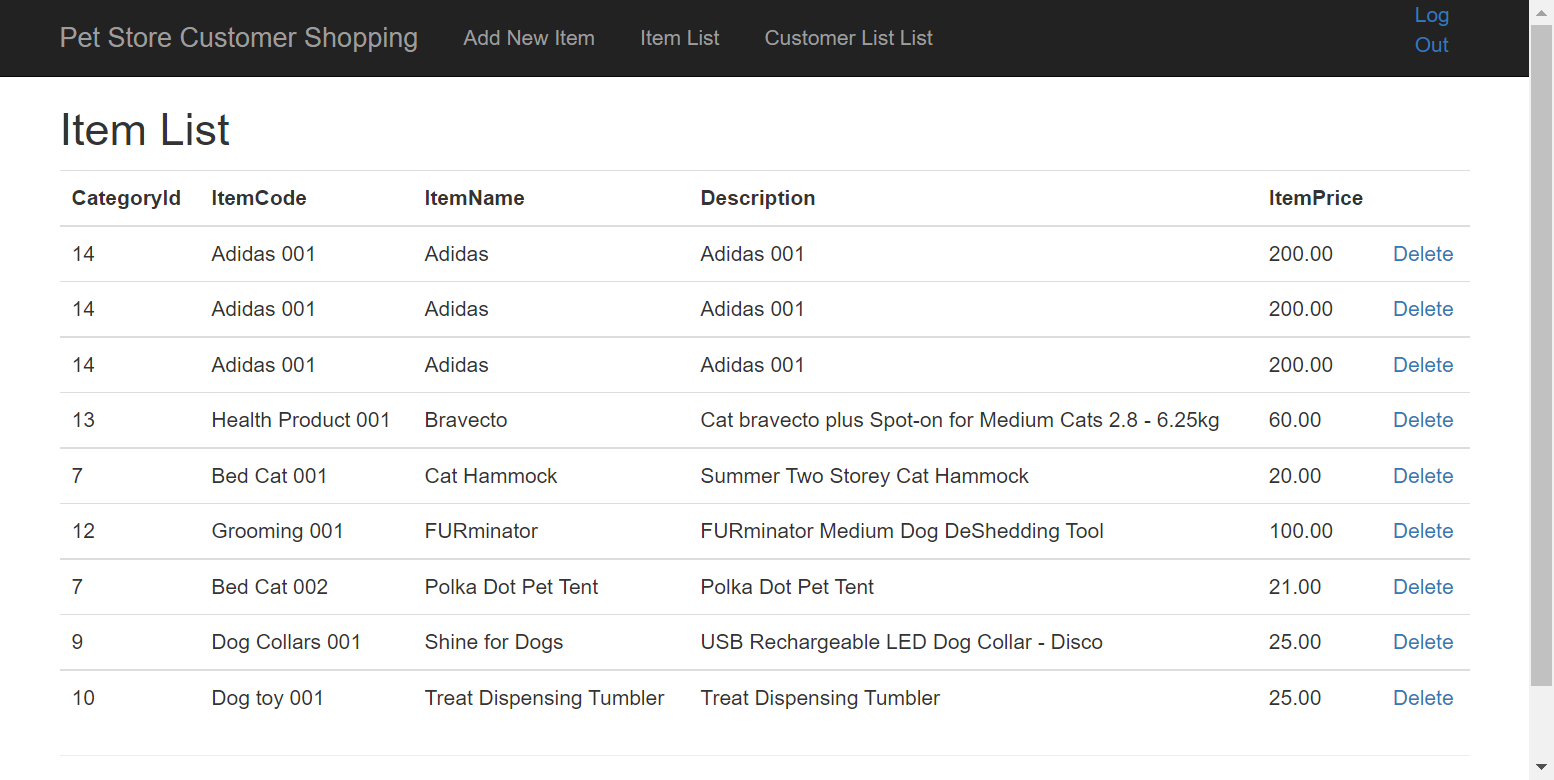 Pet Store Customer Shopping Add New Item Item List Customer List List Log
Out
Item List
CategoryId ItemCode ItemName Description ItemPrice
14 Adidas 001 Adidas Adidas 001 200.00 Delete
14 Adidas 001 Adidas Adidas 001 200.00 Delete
14 Adidas 001 Adidas Adidas 001 200.00 Delete
13 Health Product 001 Bravecto Cat bravecto plus Spot-on for Medium Cats 2.8 - 6.25kg 60.00 Delete
7 Bed Cat 001 Cat Hammock Summer Two Storey Cat Hammock 20.00 Delete
12 Grooming 001 FURminator FURminator Medium Dog DeShedding Tool 100.00 Delete
7 Bed Cat 002 Polka Dot Pet Tent Polka Dot Pet Tent 21.00 Delete
9 Dog Collars 001 Shine for Dogs USB Rechargeable LED Dog Collar - Disco 25.00 Delete
10 Dog toy 001 Treat Dispensing Tumbler Treat Dispensing Tumbler 25.00 Delete